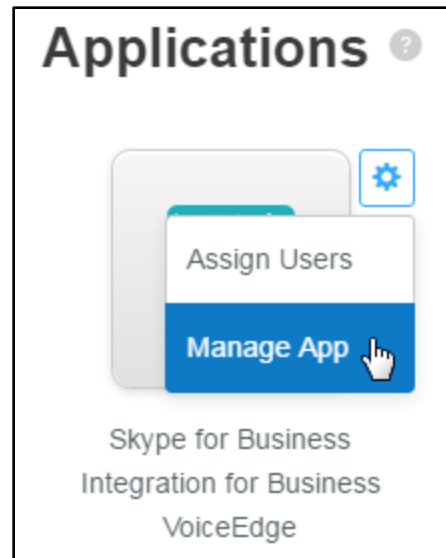 Applications ?
Assign Users
Manage App
Skype for Business
Integration for Business
VoiceEdge